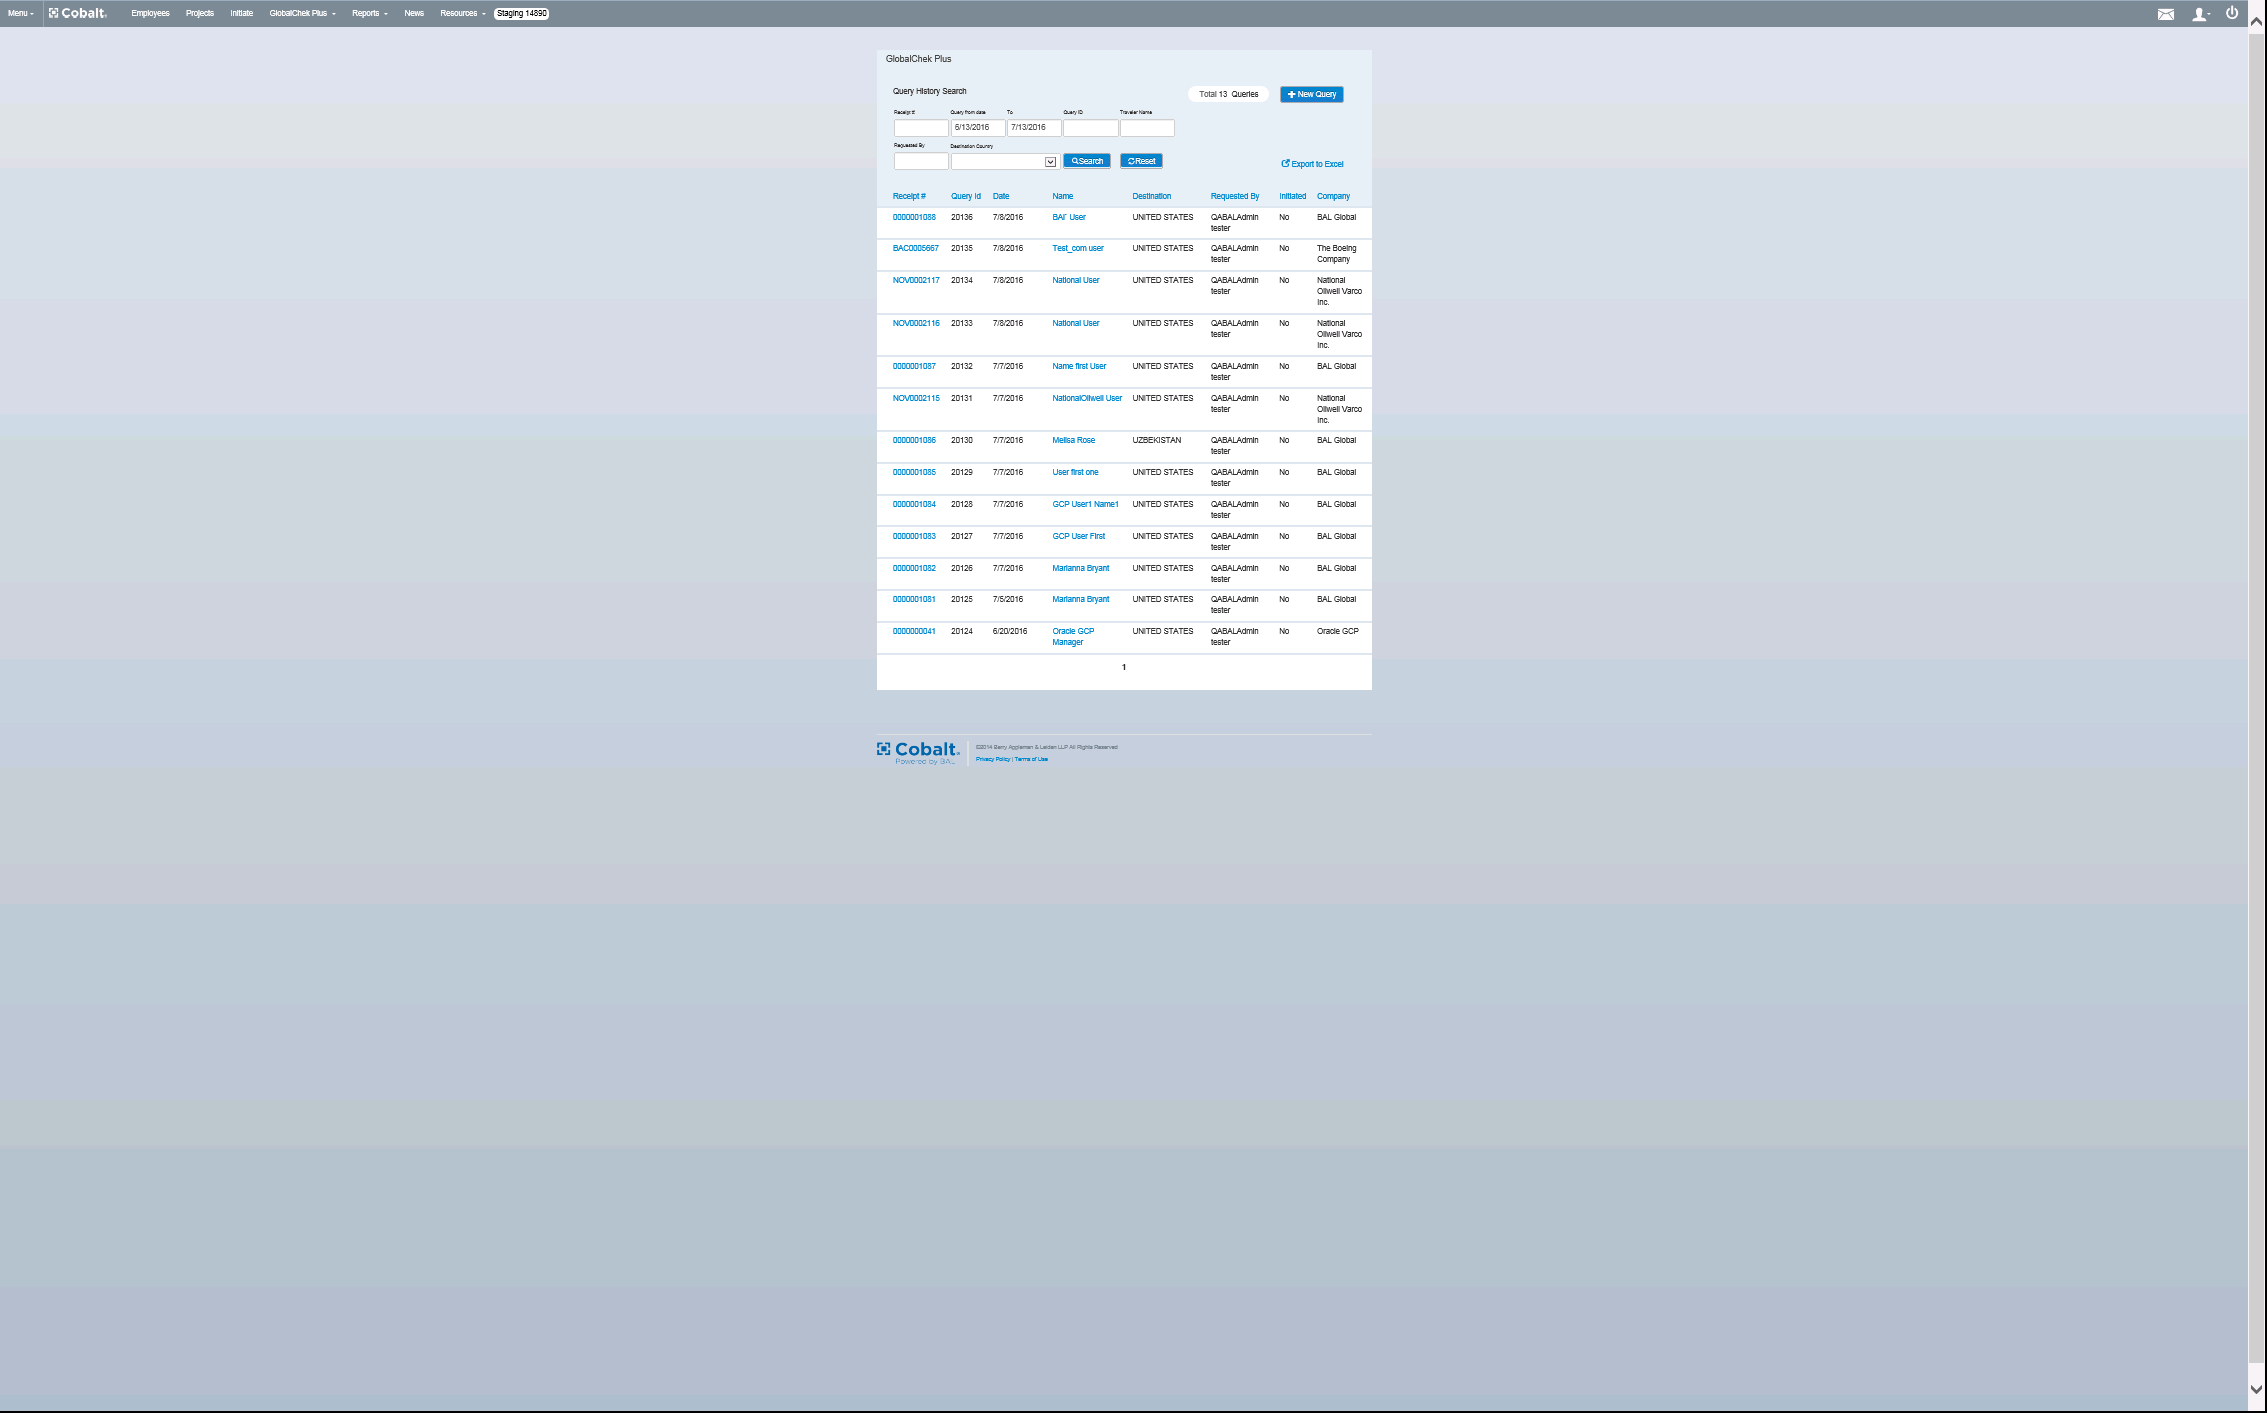 Menu Cobalt. Employees Projects Initiate GlobalChek Plus Reports News Resources Staging 14890
GlobalChek Plus
Query History Search Total 13 Queries New Query
Receipt # Query from date To Query ID Traveler Name
6/13/2016 7/13/2016
Requested By Destination Country
Search Reset Export to Excel
Receipt # Query Id Date Name Destination Requested By Initiated Company
0000001088 20136 7/8/2016 User UNITED STATES QABALAdmin No BAL Global
tester
BAC0005667 20135 7/8/2016 Test_com user UNITED STATES QABALAdmin No The Boeing
tester Company
NOV0002117 20134 7/8/2016 National User UNITED STATES QABALAdmin No National
tester Oilwell Varco
Inc.
NOV0002116 20133 7/8/2016 National User UNITED STATES QABALAdmin No National
tester Oilwell Varco
Inc.
0000001087 20132 7/7/2016 Name first User UNITED STATES QABALAdmin No BAL Global
tester
NOV0002115 20131 7/7/2016 NationalOilwell User UNITED STATES QABALAdmin No National
tester Oilwell Varco
Inc.
0000001086 20130 7/7/2016 Melisa Rose UZBEKISTAN QABALAdmin No BAL Global
tester
0000001085 20129 7/7/2016 User first one UNITED STATES QABALAdmin No BAL Global
tester
0000001084 20128 7/7/2016 GCP User1 Name1 UNITED STATES QABALAdmin No BAL Global
tester
0000001083 20127 7/7/2016 GCP User First UNITED STATES QABALAdmin No BAL Global
tester
0000001082 20126 7/7/2016 Marianna Bryant UNITED STATES QABALAdmin No BAL Global
tester
0000001081 20125 7/5/2016 Marianna Bryant UNITED STATES QABALAdmin No BAL Global
tester
0000000041 20124 6/20/2016 Oracle GCP UNITED STATES QABALAdmin No Oracle GCP
Manager tester
1
Cobalt. ©2014 Berry Appleman & Leiden LLP All Rights Reserved
Powered by BAL Privacy Policy | Terms of Use